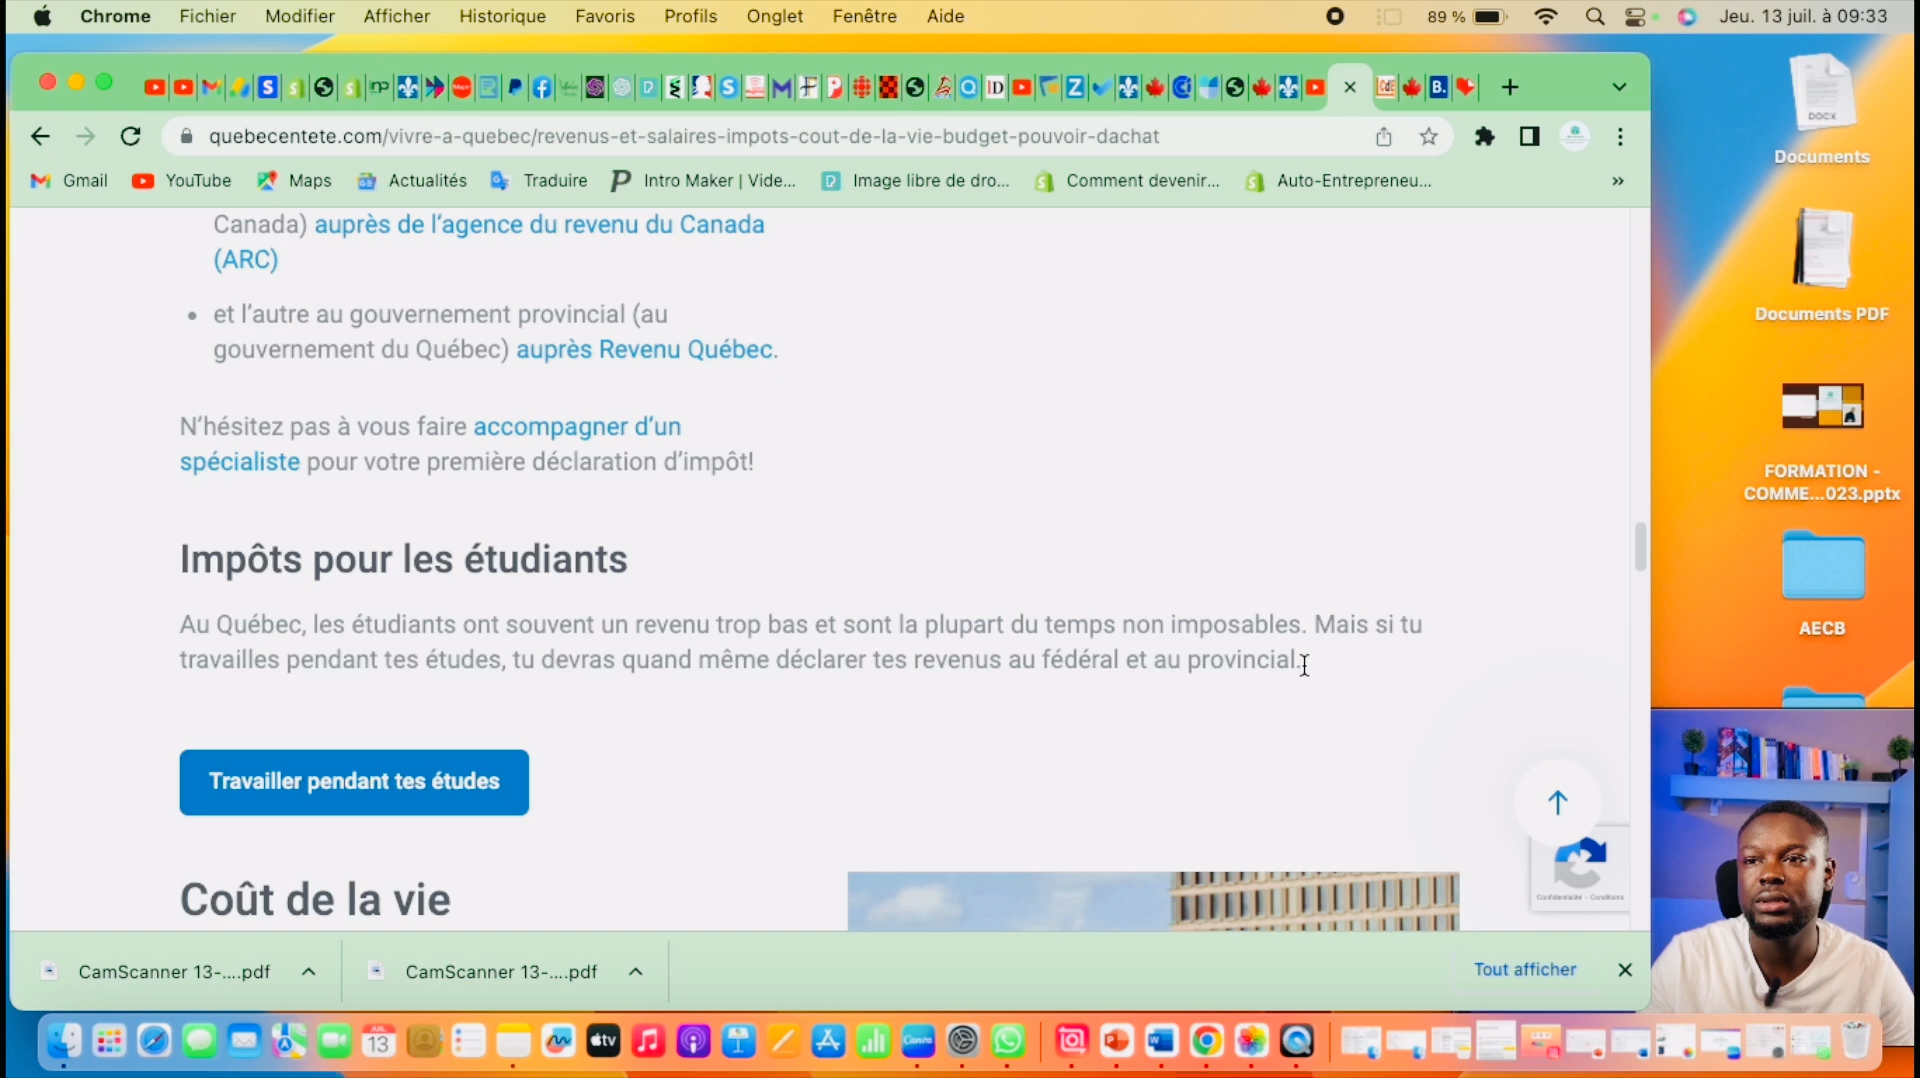 Chrome Fichier Modifier Afficher Historique Favoris Profils Onglet Fenêtre Aide 89 % Jeu. 13 juil. à 09:33
quebecentete.com/vivre-a-quebec/revenus-et-salaires-impots-cout-de-la-vie-budget-pouvoir-dachat
Gmail YouTube Maps Actualités Traduire Intro Maker | Vide... Image libre de dro... Comment devenir... Auto-Entrepreneu... »
Canada) auprès de l’agence du revenu du Canada
(ARC)
• et l’autre au gouvernement provincial (au
gouvernement du Québec) auprès Revenu Québec.
N’hésitez pas à vous faire accompagner d’un
spécialiste pour votre première déclaration d’impôt!
Impôts pour les étudiants
Au Québec, les étudiants ont souvent un revenu trop bas et sont la plupart du temps non imposables. Mais si tu
travailles pendant tes études, tu devras quand même déclarer tes revenus au fédéral et au provincial.
Travailler pendant tes études
Coût de la vie
Confidentialité - Conditions
CamScanner 13-....pdf
CamScanner 13-....pdf
Tout afficher
DOCX
Documents
Documents PDF
FORMATION -
COMME...023.pptx
AECB
JUIL.
13
tv
Canva